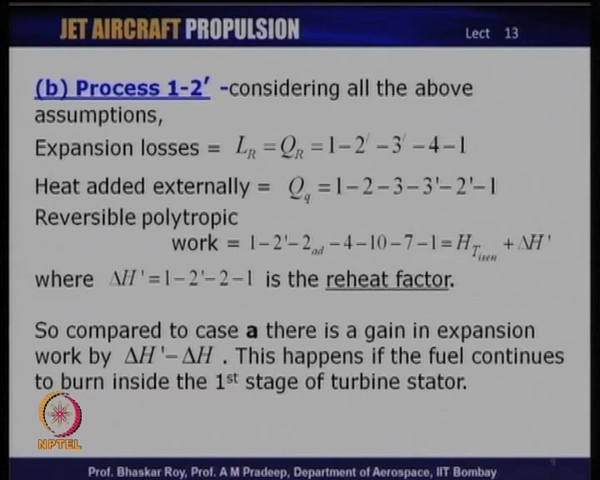 JET AIRCRAFT PROPULSION Lect 13
(b) Process 1-2′ -considering all the above
assumptions,
Expansion losses = L_R = Q_R = 1−2′−3′−4−1
Heat added externally = Q_q = 1−2−3−3'−2'−1
Reversible polytropic
work = 1−2'−2_ad−4−10−7−1 = H_T_isen + ΔH'
where ΔH' = 1−2'−2−1 is the reheat factor.
So compared to case a there is a gain in expansion
work by ΔH'−ΔH . This happens if the fuel continues
to burn inside the 1st stage of turbine stator.
NPTEL
Prof. Bhaskar Roy, Prof. A M Pradeep, Department of Aerospace, IIT Bombay